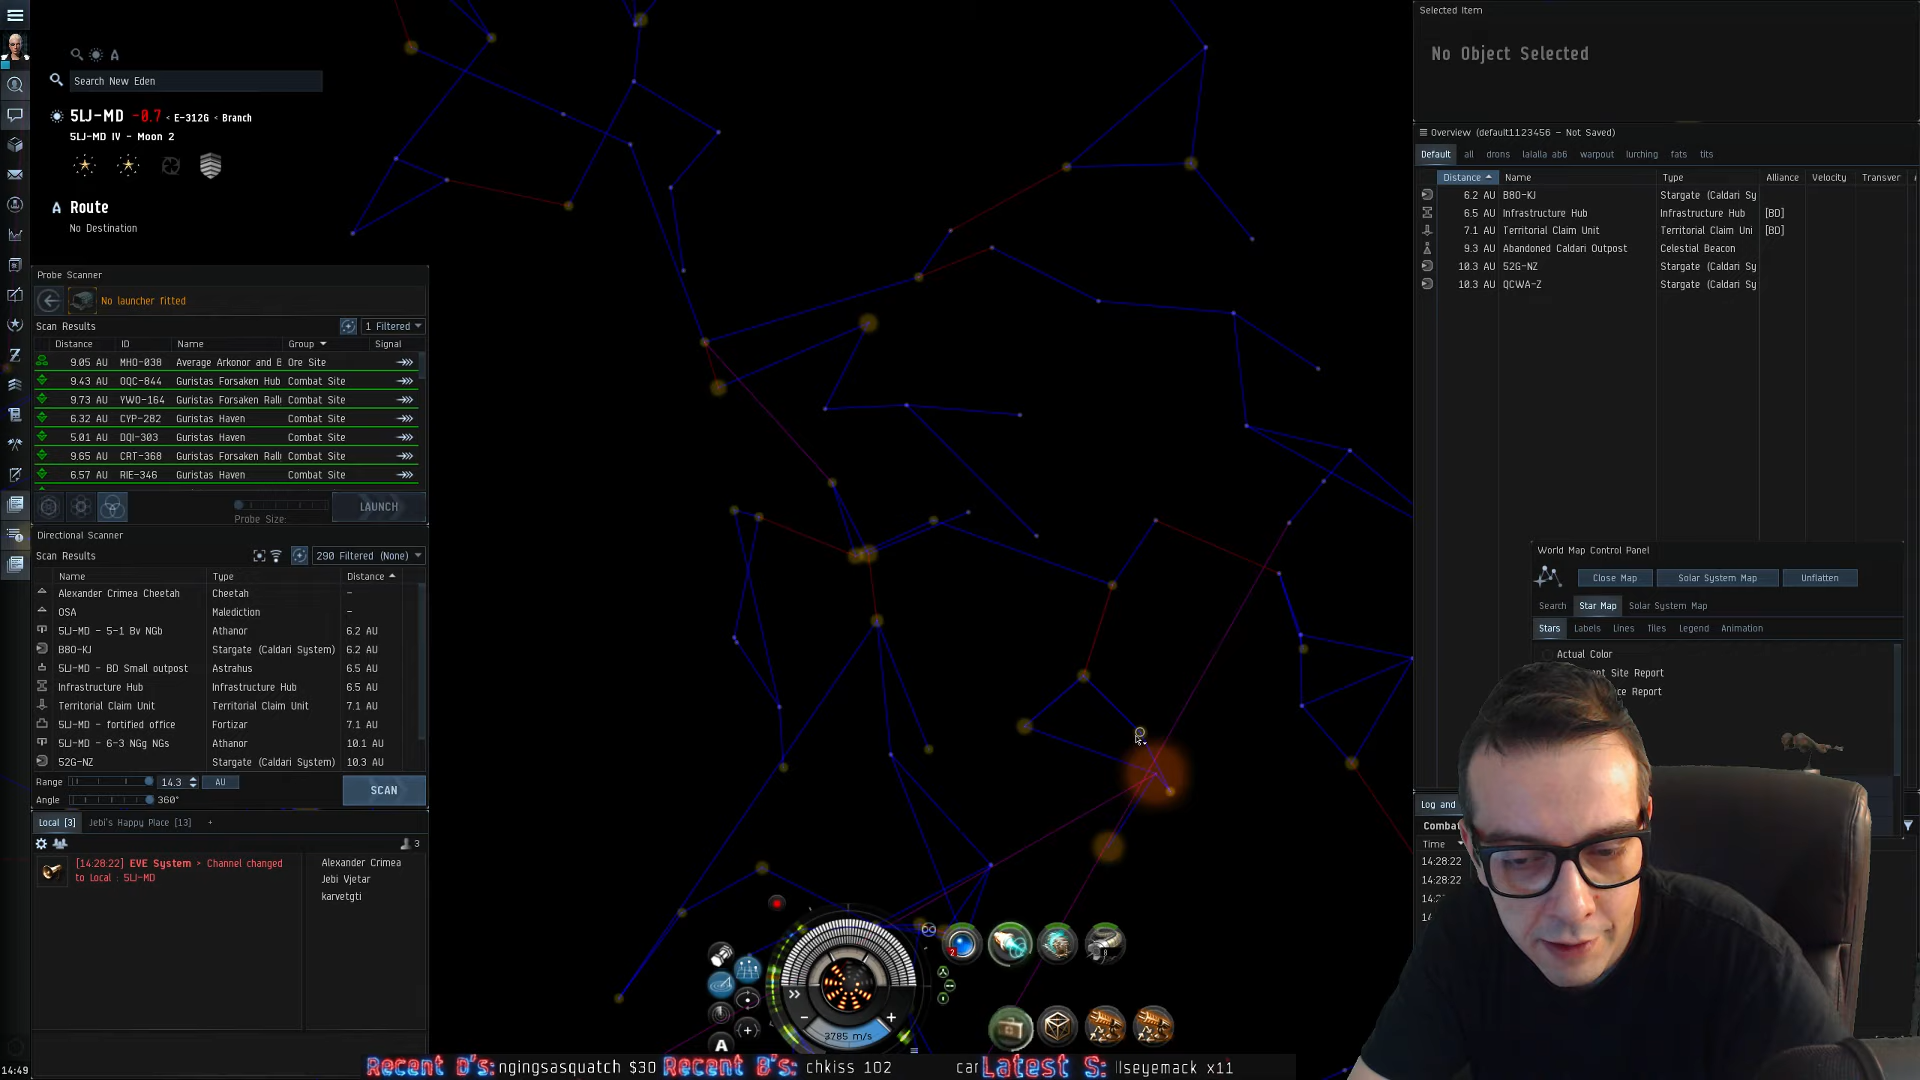 Search New Eden
5LJ-MD -0.7 < E-312G < Branch
5LJ-MD IV - Moon 2
A Route
No Destination
Probe Scanner
No launcher fitted
Scan Results
1 Filtered
Distance ID Name Group Signal
9.05 AU MHO-038 Average Arkonor and B Ore Site
9.43 AU OQC-844 Guristas Forsaken Hub Combat Site
9.73 AU YWO-164 Guristas Forsaken Rall Combat Site
6.32 AU CYP-282 Guristas Haven Combat Site
5.01 AU DQI-303 Guristas Haven Combat Site
9.65 AU CRT-368 Guristas Forsaken Rall Combat Site
6.57 AU RIE-346 Guristas Haven Combat Site
Probe Size:
LAUNCH
Directional Scanner
Scan Results
290 Filtered (None)
Name Type Distance
Alexander Crimea Cheetah Cheetah -
OSA Malediction -
5LJ-MD - 5-1 Bv NGb Athanor 6.2 AU
B8O-KJ Stargate (Caldari System) 6.2 AU
5LJ-MD - BD Small outpost Astrahus 6.5 AU
Infrastructure Hub Infrastructure Hub 6.5 AU
Territorial Claim Unit Territorial Claim Unit 7.1 AU
5LJ-MD - fortified office Fortizar 7.1 AU
5LJ-MD - 6-3 NGg NGs Athanor 10.1 AU
52G-NZ Stargate (Caldari System) 10.3 AU
Range 14.3 AU
Angle 360°
SCAN
Local [3] Jebi's Happy Place [13] +
3
[14:28:22] EVE System > Channel changed
to Local : 5LJ-MD
Alexander Crimea
Jebi Vjetar
karvetgti
14:49
3785 m/s
A
2
8
Recent D's: ngingsasquatch $30 Recent B's: chkiss 102 car Latest S: lseyemack x11
Selected Item
No Object Selected
Overview (default1123456 - Not Saved)
Default all drons lalalla ab6 warpout lurching fats tits
Distance Name Type Alliance Velocity Transver
6.2 AU B8O-KJ Stargate (Caldari Sy
6.5 AU Infrastructure Hub Infrastructure Hub [BD]
7.1 AU Territorial Claim Unit Territorial Claim Uni [BD]
9.3 AU Abandoned Caldari Outpost Celestial Beacon
10.3 AU 52G-NZ Stargate (Caldari Sy
10.3 AU QCWA-Z Stargate (Caldari Sy
World Map Control Panel
Close Map Solar System Map Unflatten
Search Star Map Solar System Map
Stars Labels Lines Tiles Legend Animation
Actual Color
Site Report
Report
Log and
Combat
Time
14:28:22
14:28:22